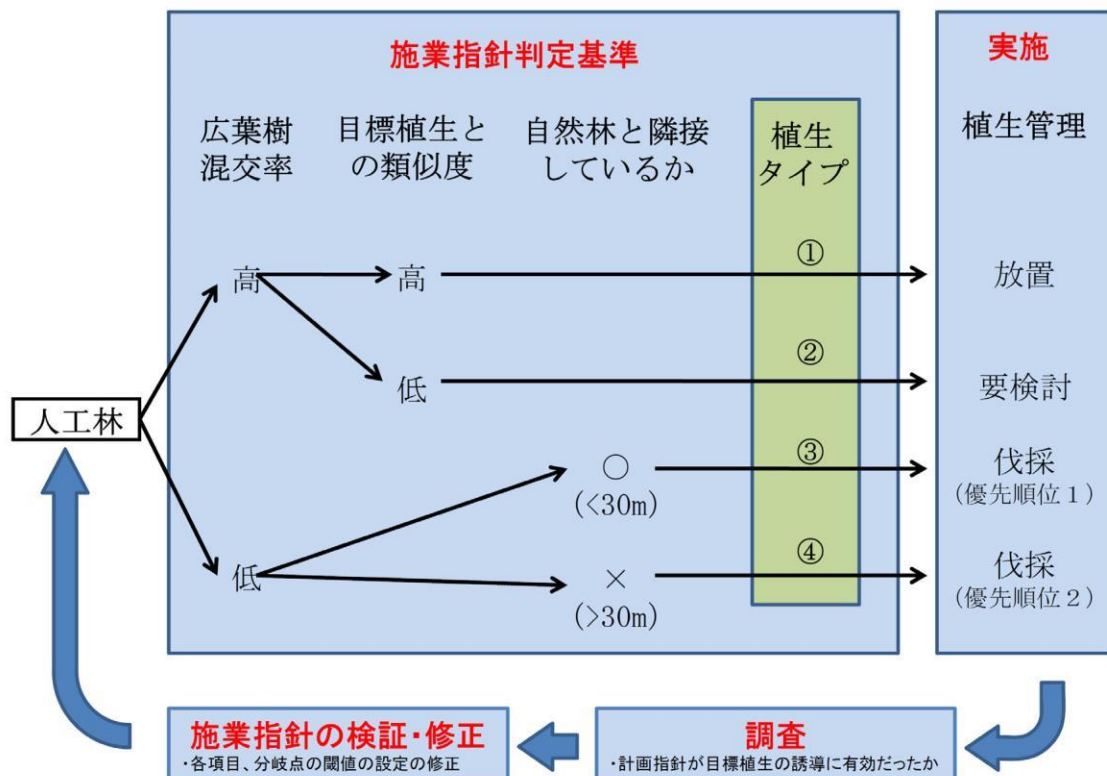 施業指針判定基準
実施
広葉樹
混交率
目標植生と
の類似度
自然林と隣接
しているか
植生
タイプ
植生管理
高
高
①
放置
低
②
要検討
人工林
○
(<30m)
③
伐採
(優先順位1)
低
×
(>30m)
④
伐採
(優先順位2)
施業指針の検証・修正
・各項目、分岐点の閾値の設定の修正
調査
・計画指針が目標植生の誘導に有効だったか